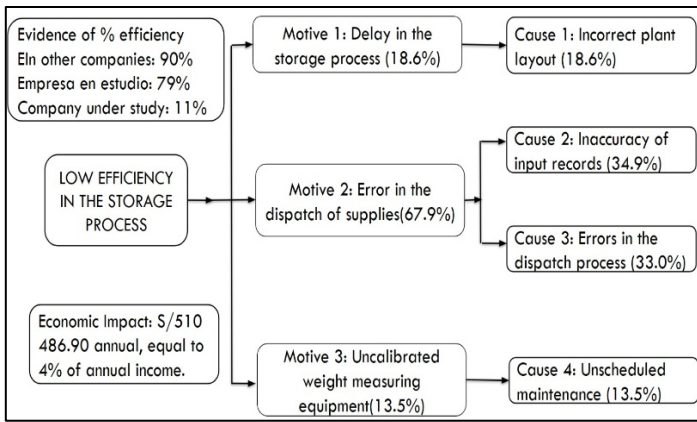 Evidence of % efficiency
EIn other companies: 90%
Empresa en estudio: 79%
Company under study: 11%
LOW EFFICIENCY
IN THE STORAGE
PROCESS
Economic Impact: S/510
486.90 annual, equal to
4% of annual income.
Motive 1: Delay in the
storage process (18.6%)
Motive 2: Error in the
dispatch of supplies(67.9%)
Motive 3: Uncalibrated
weight measuring
equipment(13.5%)
Cause 1: Incorrect plant
layout (18.6%)
Cause 2: Inaccuracy of
input records (34.9%)
Cause 3: Errors in the
dispatch process (33.0%)
Cause 4: Unscheduled
maintenance (13.5%)